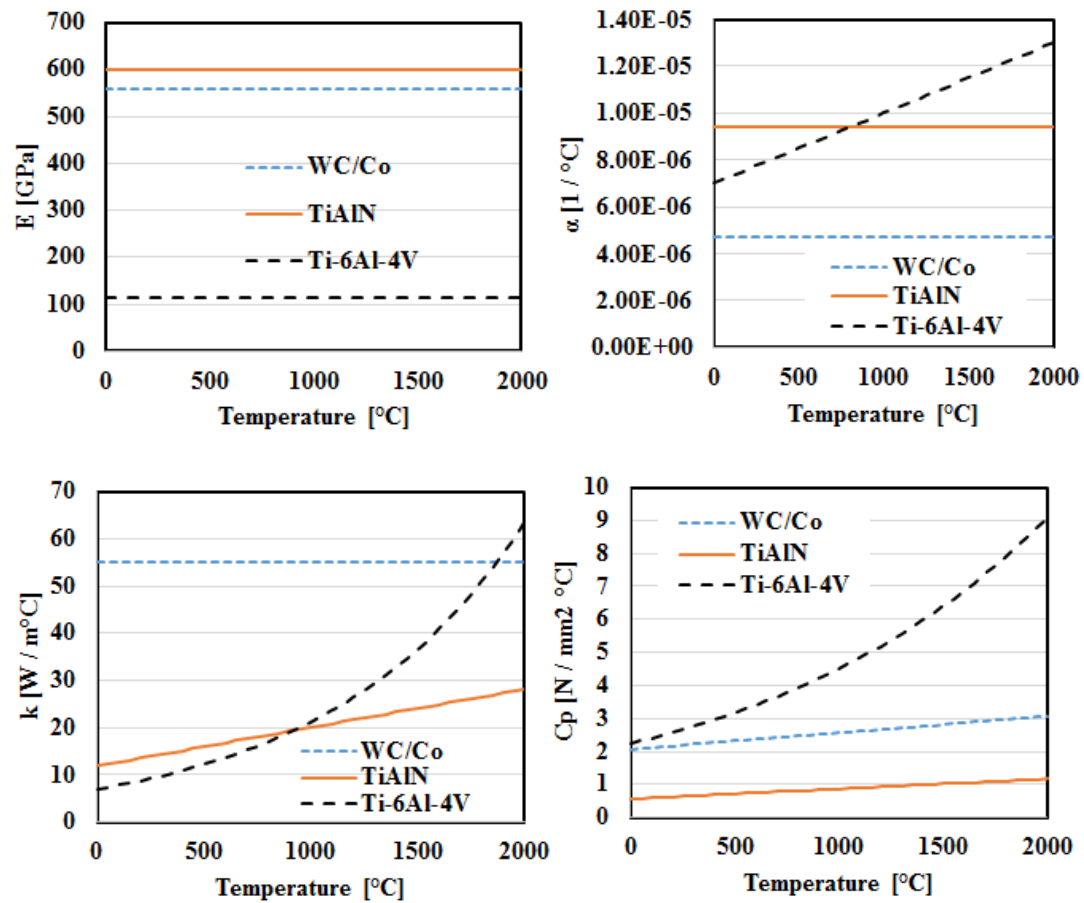 700
600
500
400
300
200
100
0
E [GPa]
WC/Co
TiAlN
Ti-6Al-4V
0 500 1000 1500 2000
Temperature [°C]
1.40E-05
1.20E-05
1.00E-05
8.00E-06
6.00E-06
4.00E-06
2.00E-06
0.00E+00
α [1 / °C]
WC/Co
TiAlN
Ti-6Al-4V
0 500 1000 1500 2000
Temperature [°C]
70
60
50
40
30
20
10
0
k [W / m°C]
WC/Co
TiAlN
Ti-6Al-4V
0 500 1000 1500 2000
Temperature [°C]
10
9
8
7
6
5
4
3
2
1
0
Cp [N / mm2 °C]
WC/Co
TiAlN
Ti-6Al-4V
0 500 1000 1500 2000
Temperature [°C]